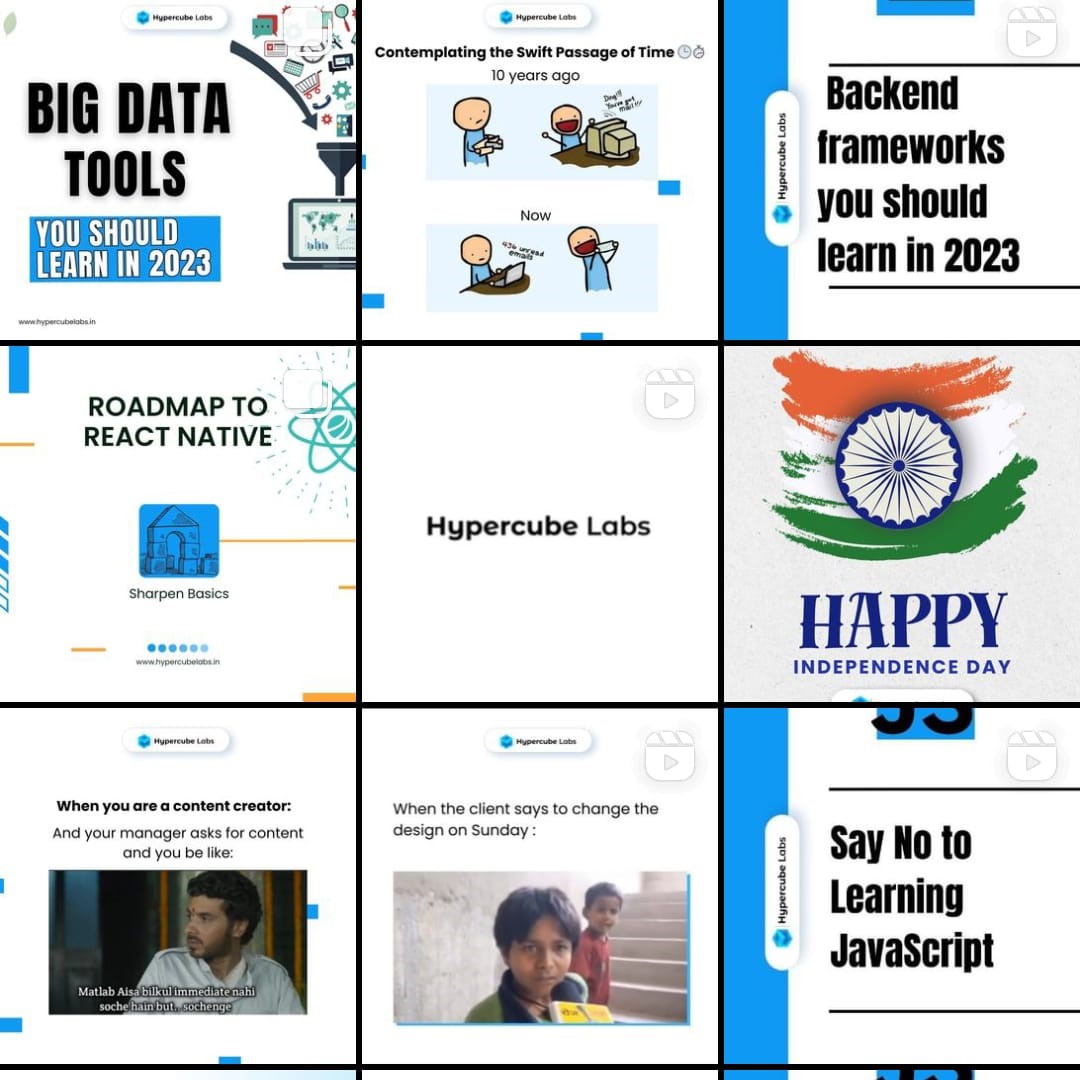 Hypercube Labs
BIG DATA
TOOLS
YOU SHOULD
LEARN IN 2023
www.hypercubelabs.in
Hypercube Labs
Contemplating the Swift Passage of Time
10 years ago
Ding!!!
You've got
mail!!!
Now
436 unread
emails
Hypercube Labs
Backend
frameworks
you should
learn in 2023
ROADMAP TO
REACT NATIVE
Sharpen Basics
www.hypercubelabs.in
Hypercube Labs
HAPPY
INDEPENDENCE DAY
Hypercube Labs
When you are a content creator:
And your manager asks for content
and you be like:
Matlab Aisa bilkul immediate nahi
soche hain but.. sochenge
Hypercube Labs
When the client says to change the
design on Sunday :
JS
Hypercube Labs
Say No to
Learning
JavaScript